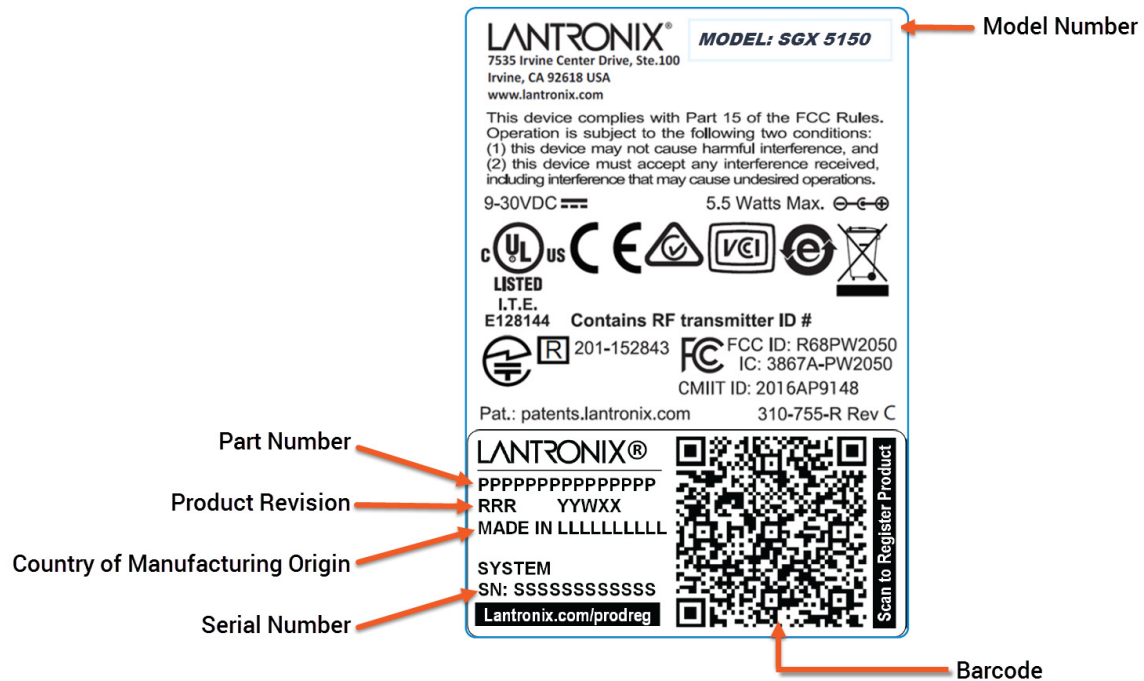 LANTRONIX®
MODEL: SGX 5150
Model Number
7535 Irvine Center Drive, Ste.100
Irvine, CA 92618 USA
www.lantronix.com
This device complies with Part 15 of the FCC Rules.
Operation is subject to the following two conditions:
(1) this device may not cause harmful interference, and
(2) this device must accept any interference received,
including interference that may cause undesired operations.
9-30VDC
5.5 Watts Max.
C UL US
LISTED
I.T.E.
E128144
CE
VCI
e
Contains RF transmitter ID #
R 201-152843
FC FCC ID: R68PW2050
IC: 3867A-PW2050
CMIIT ID: 2016AP9148
Pat.: patents.lantronix.com
310-755-R Rev C
Part Number
Product Revision
Country of Manufacturing Origin
Serial Number
LANTRONIX®
PPPPPPPPPPPPPPP
RRR YYWXX
MADE IN LLLLLLLLLL
SYSTEM
SN: SSSSSSSSSSSS
Lantronix.com/prodreg
Scan to Register Product
Barcode